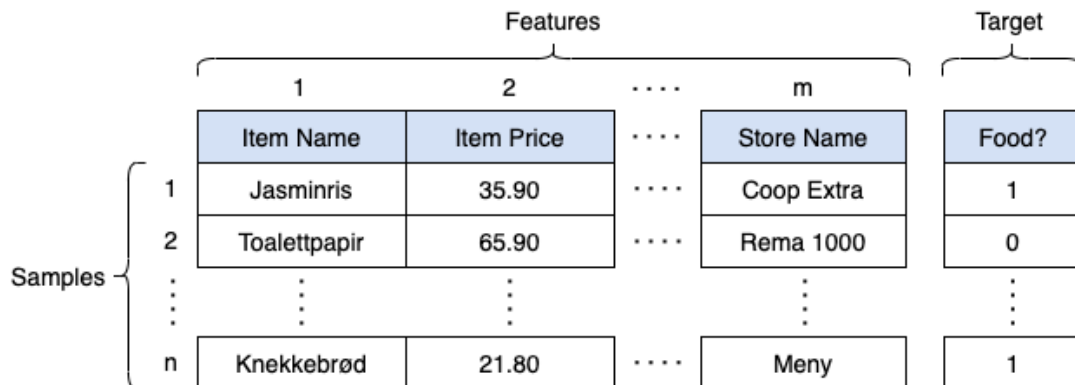 Features Target
1 2 ···· m
Item Name Item Price ···· Store Name Food?
1 Jasminris 35.90 ···· Coop Extra 1
2 Toalettpapir 65.90 ···· Rema 1000 0
Samples
n Knekkebrød 21.80 ···· Meny 1